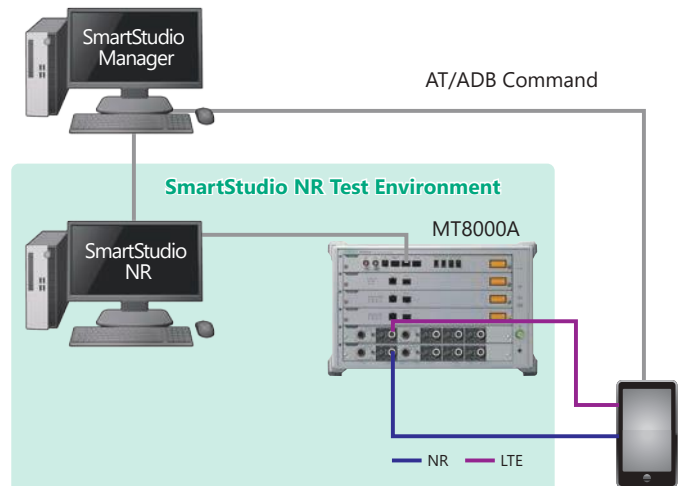 SmartStudio
Manager
AT/ADB Command
SmartStudio NR Test Environment
MT8000A
SmartStudio
NR
NR
LTE